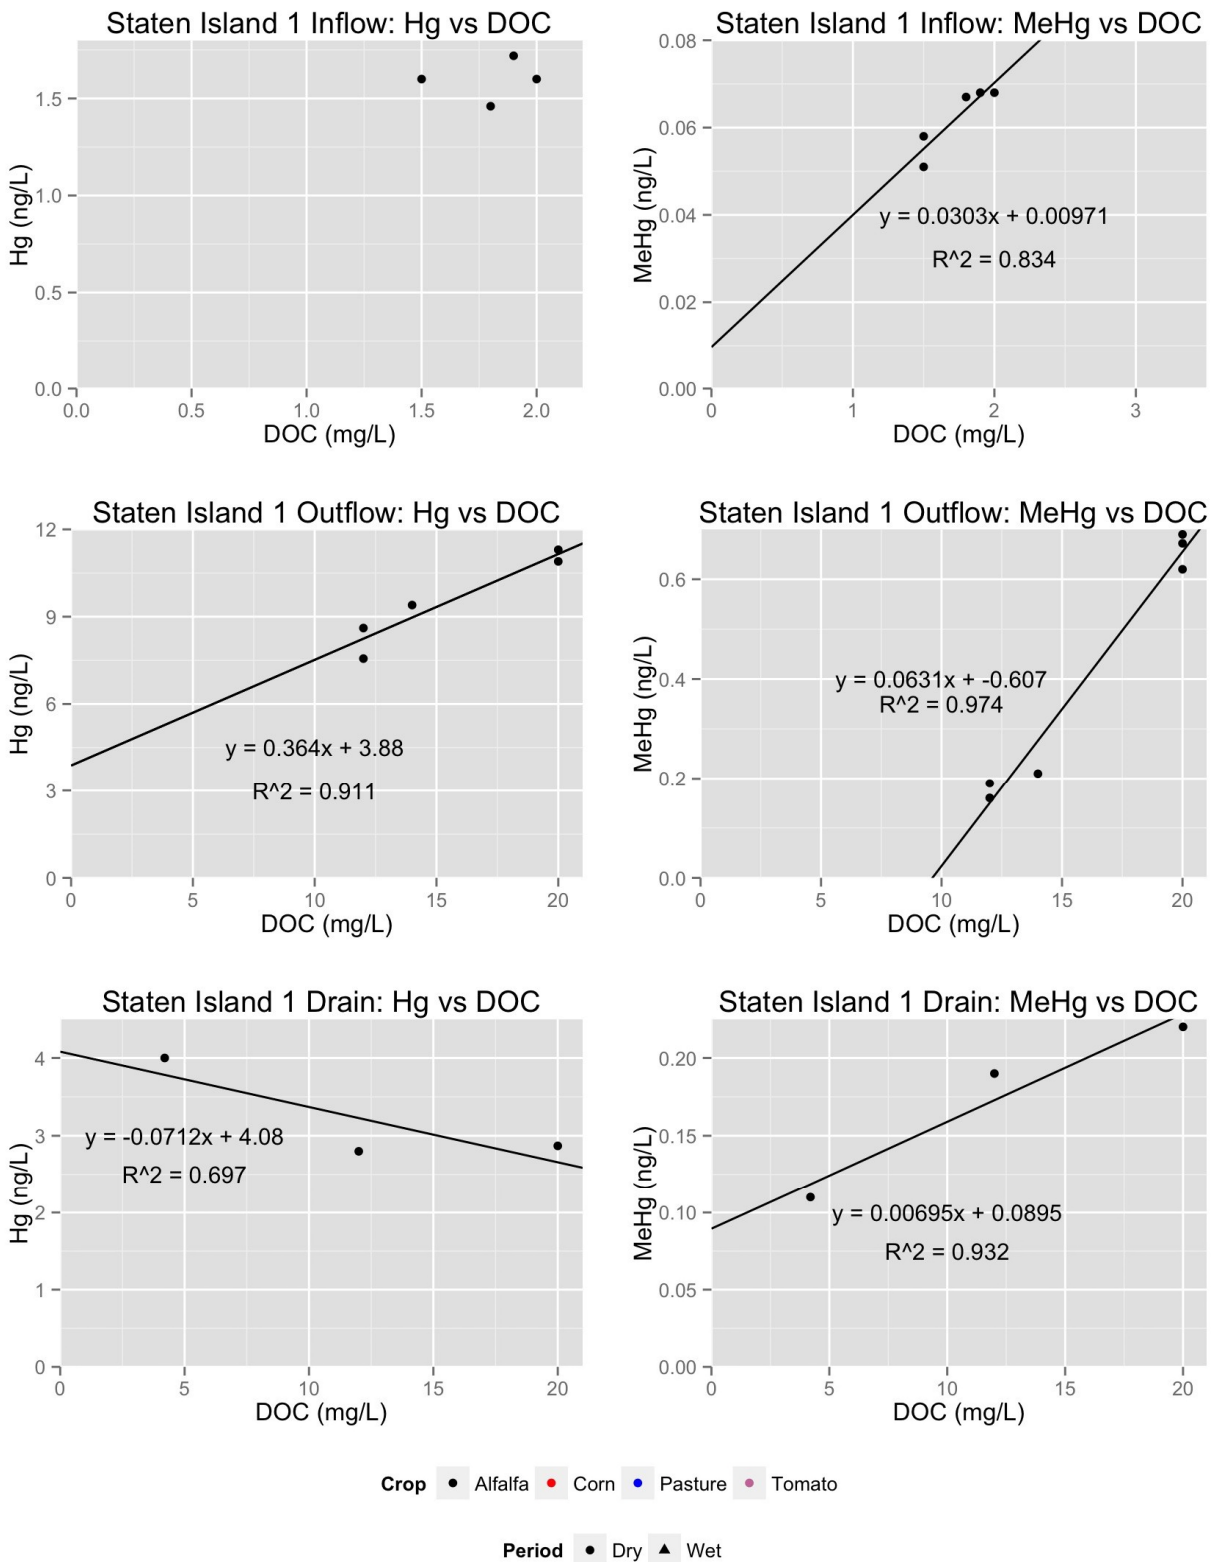 Staten Island 1 Inflow: Hg vs DOC
Hg (ng/L)
1.5
1.0
0.5
0.0
0.0 0.5 1.0 1.5 2.0
DOC (mg/L)
Staten Island 1 Inflow: MeHg vs DOC
MeHg (ng/L)
0.08
0.06
0.04
0.02
0.00
y = 0.0303x + 0.00971
R^2 = 0.834
0 1 2 3
DOC (mg/L)
Staten Island 1 Outflow: Hg vs DOC
Hg (ng/L)
12
9
6
3
0
y = 0.364x + 3.88
R^2 = 0.911
0 5 10 15 20
DOC (mg/L)
Staten Island 1 Outflow: MeHg vs DOC
MeHg (ng/L)
0.6
0.4
0.2
0.0
y = 0.0631x + -0.607
R^2 = 0.974
0 5 10 15 20
DOC (mg/L)
Staten Island 1 Drain: Hg vs DOC
Hg (ng/L)
4
3
2
1
0
y = -0.0712x + 4.08
R^2 = 0.697
0 5 10 15 20
DOC (mg/L)
Staten Island 1 Drain: MeHg vs DOC
MeHg (ng/L)
0.20
0.15
0.10
0.05
0.00
y = 0.00695x + 0.0895
R^2 = 0.932
0 5 10 15 20
DOC (mg/L)
Crop Alfalfa Corn Pasture Tomato
Period Dry Wet